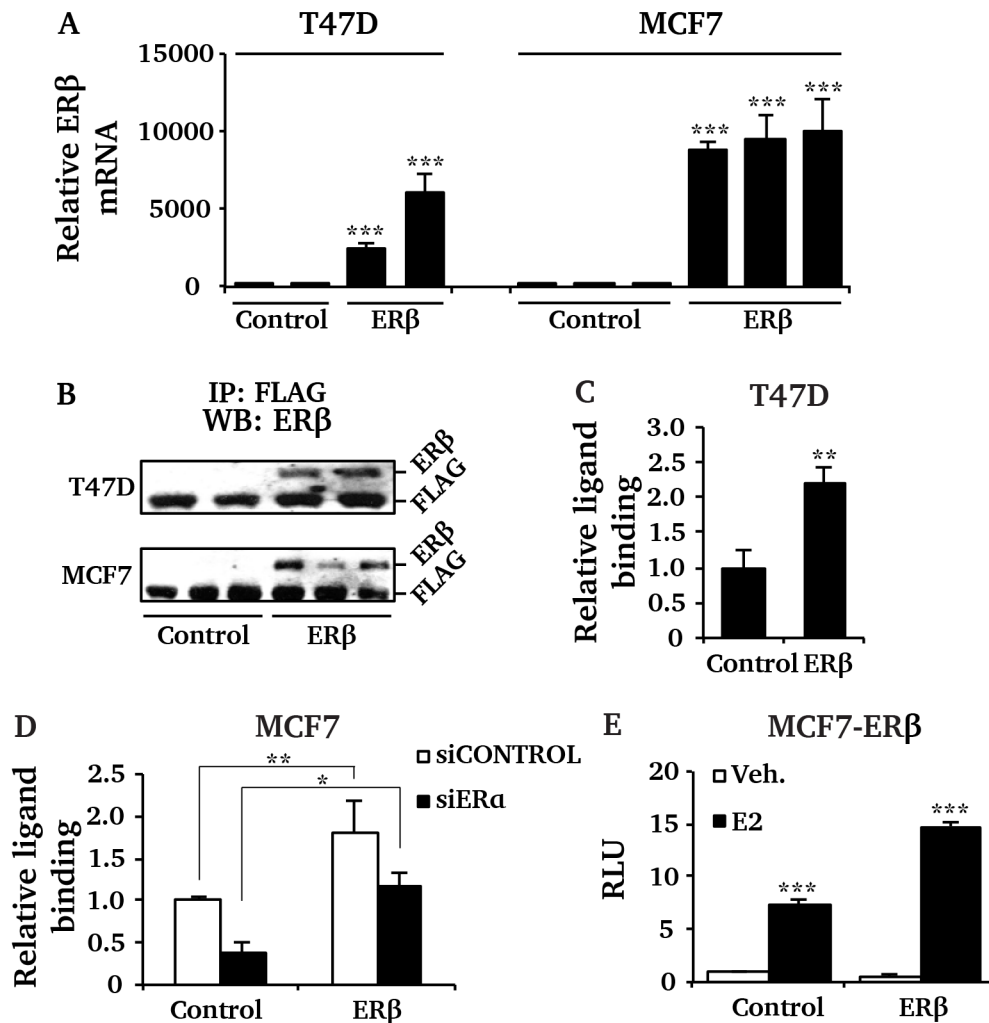 A
T47D
MCF7
Relative ERβ
mRNA
15000
10000
5000
0
***
***
***
***
***
Control
ERβ
Control
ERβ
B
IP: FLAG
WB: ERβ
T47D
ERβ
FLAG
MCF7
ERβ
FLAG
Control
ERβ
C
T47D
Relative ligand
binding
3.0
2.5
2.0
1.5
1.0
0.5
0
**
Control
ERβ
D
MCF7
siCONTROL
siERα
Relative ligand
binding
2.5
2.0
1.5
1.0
0.5
0
**
*
Control
ERβ
E
MCF7-ERβ
Veh.
E2
RLU
20
15
10
5
0
***
***
Control
ERβ